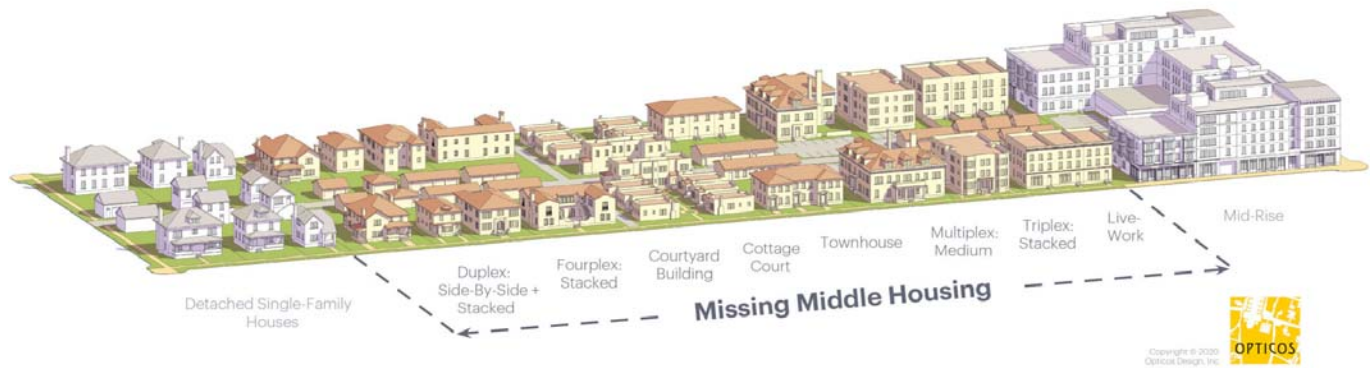 Detached Single-Family
Houses
Duplex:
Side-By-Side +
Stacked
Fourplex:
Stacked
Courtyard
Building
Cottage
Court
Townhouse
Multiplex:
Medium
Triplex:
Stacked
Live-
Work
Mid-Rise
Missing Middle Housing
Copyright © 2020
Opticos Design, Inc.
OPTICOS